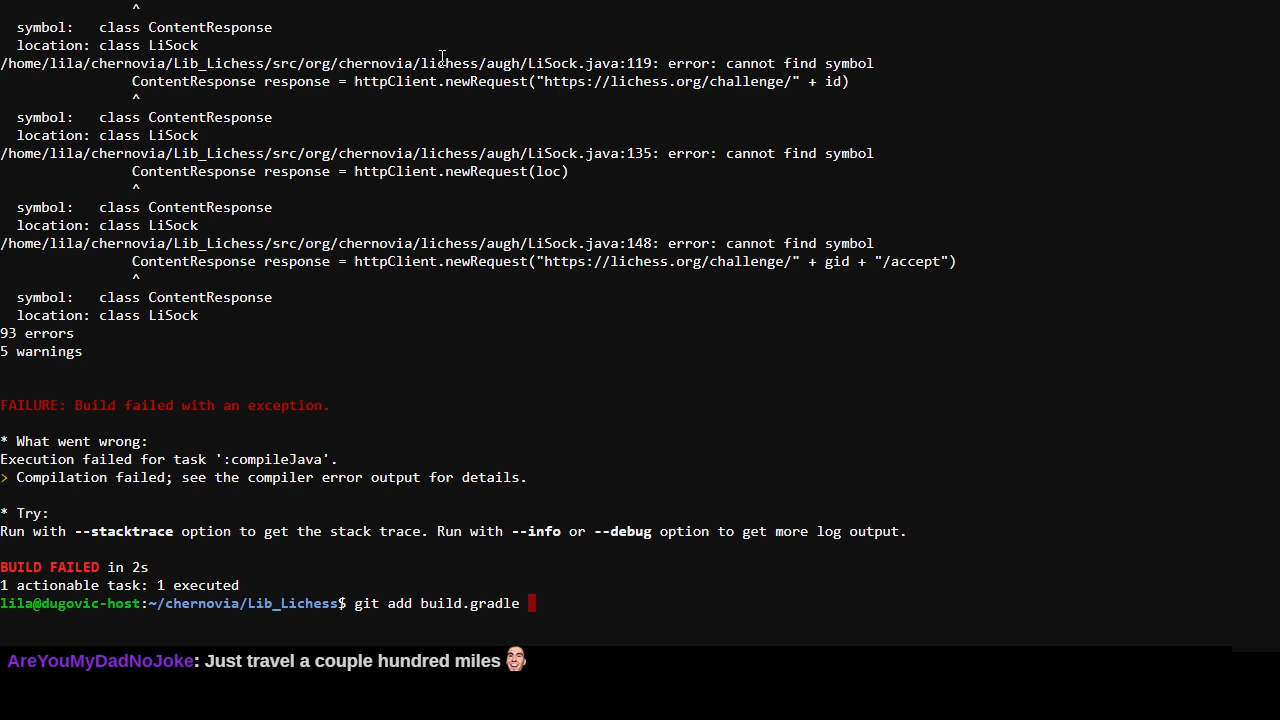 ^
symbol:   class ContentResponse
location: class LiSock
/home/lila/chernovia/Lib_Lichess/src/org/chernovia/lichess/augh/LiSock.java:119: error: cannot find symbol
ContentResponse response = httpClient.newRequest("https://lichess.org/challenge/" + id)
^
symbol:   class ContentResponse
location: class LiSock
/home/lila/chernovia/Lib_Lichess/src/org/chernovia/lichess/augh/LiSock.java:135: error: cannot find symbol
ContentResponse response = httpClient.newRequest(loc)
^
symbol:   class ContentResponse
location: class LiSock
/home/lila/chernovia/Lib_Lichess/src/org/chernovia/lichess/augh/LiSock.java:148: error: cannot find symbol
ContentResponse response = httpClient.newRequest("https://lichess.org/challenge/" + gid + "/accept")
^
symbol:   class ContentResponse
location: class LiSock
93 errors
5 warnings
FAILURE: Build failed with an exception.
* What went wrong:
Execution failed for task ':compileJava'.
> Compilation failed; see the compiler error output for details.
* Try:
Run with --stacktrace option to get the stack trace. Run with --info or --debug option to get more log output.
BUILD FAILED in 2s
1 actionable task: 1 executed
lila@dugovic-host:~/chernovia/Lib_Lichess$ git add build.gradle
AreYouMyDadNoJoke: Just travel a couple hundred miles